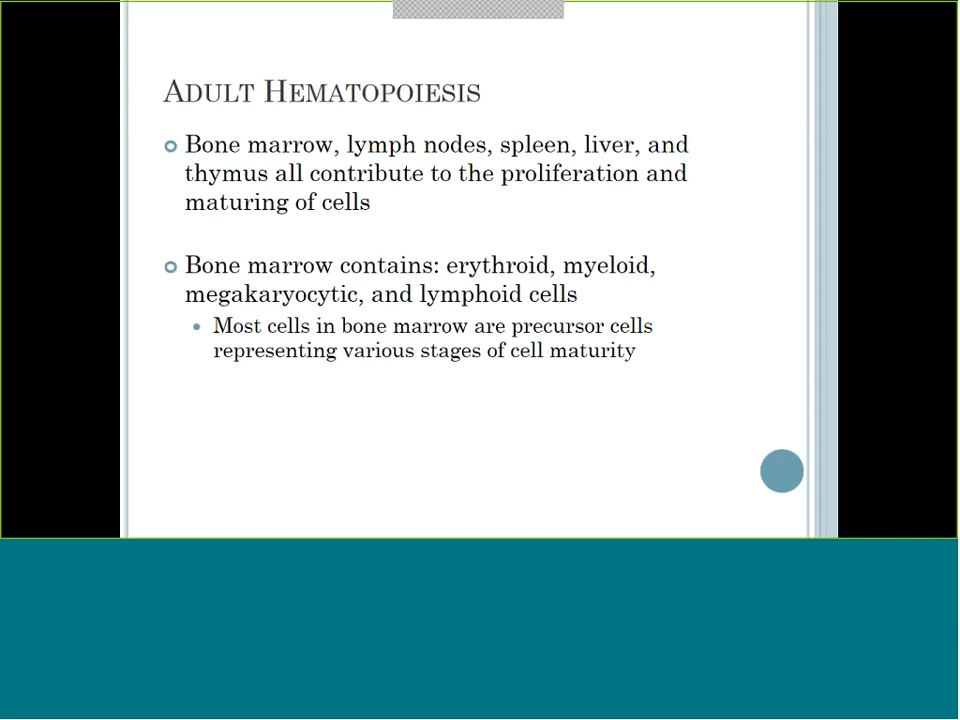 Adult Hematopoiesis
Bone marrow, lymph nodes, spleen, liver, and
thymus all contribute to the proliferation and
maturing of cells
Bone marrow contains: erythroid, myeloid,
megakaryocytic, and lymphoid cells
Most cells in bone marrow are precursor cells
representing various stages of cell maturity